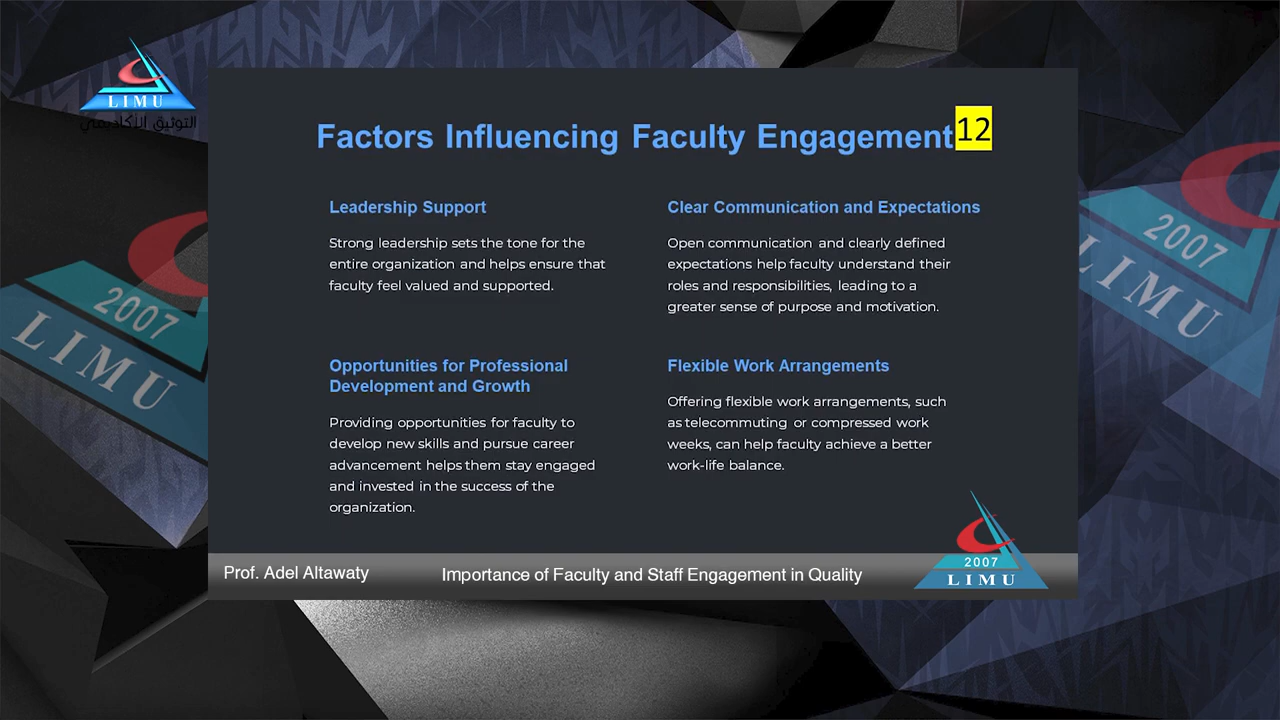 LIMU
التوثيق الأكاديمي
Factors Influencing Faculty Engagement
12
Leadership Support
Strong leadership sets the tone for the
entire organization and helps ensure that
faculty feel valued and supported.
Clear Communication and Expectations
Open communication and clearly defined
expectations help faculty understand their
roles and responsibilities, leading to a
greater sense of purpose and motivation.
Opportunities for Professional
Development and Growth
Providing opportunities for faculty to
develop new skills and pursue career
advancement helps them stay engaged
and invested in the success of the
organization.
Flexible Work Arrangements
Offering flexible work arrangements, such
as telecommuting or compressed work
weeks, can help faculty achieve a better
work-life balance.
2007
LIMU
2007
LIMU
Prof. Adel Altawaty
Importance of Faculty and Staff Engagement in Quality
2007
LIMU